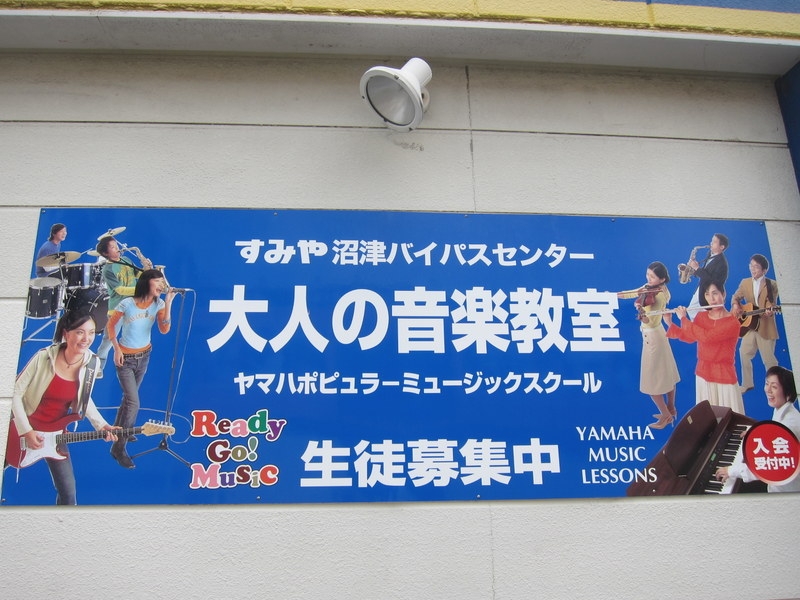 すみや 沼津バイパスセンター
大人の音楽教室
ヤマハポピュラーミュージックスクール
Ready
Go!
Music
生徒募集中
YAMAHA
MUSIC
LESSONS
入会
受付中!